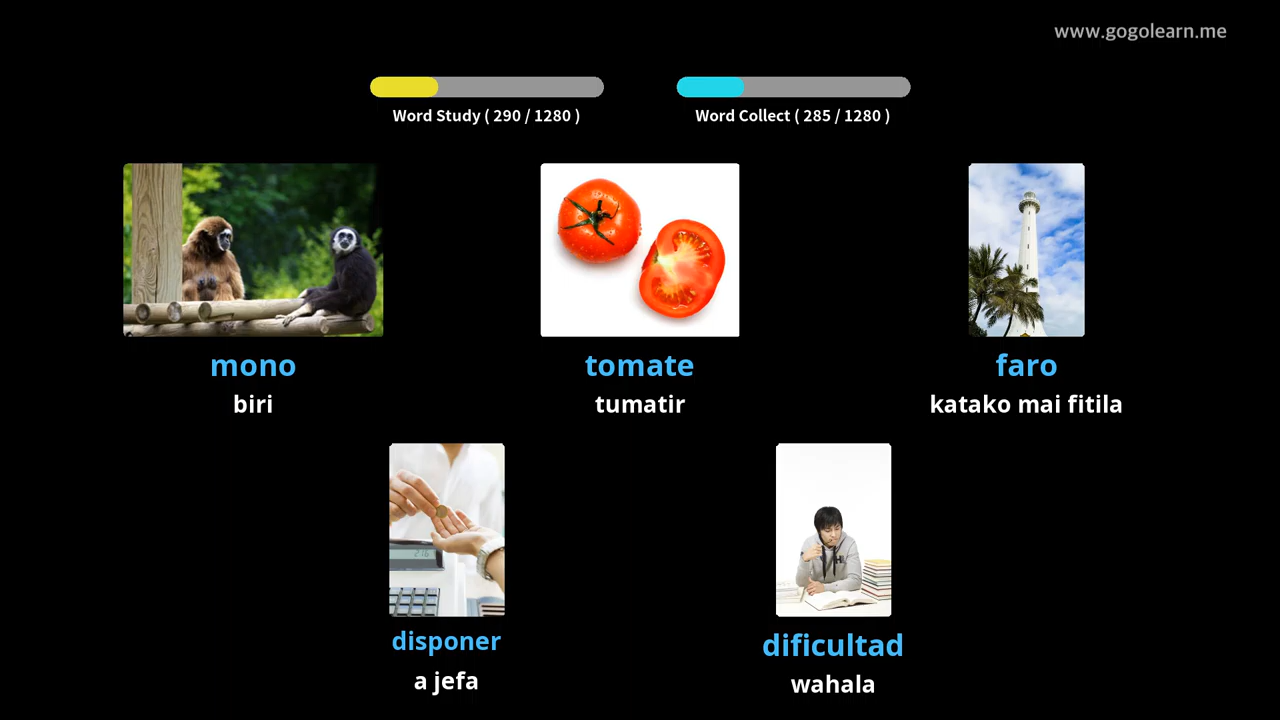 www.gogolearn.me
Word Study ( 290 / 1280 )
Word Collect ( 285 / 1280 )
mono
biri
tomate
tumatir
faro
katako mai fitila
disponer
a jefa
dificultad
wahala